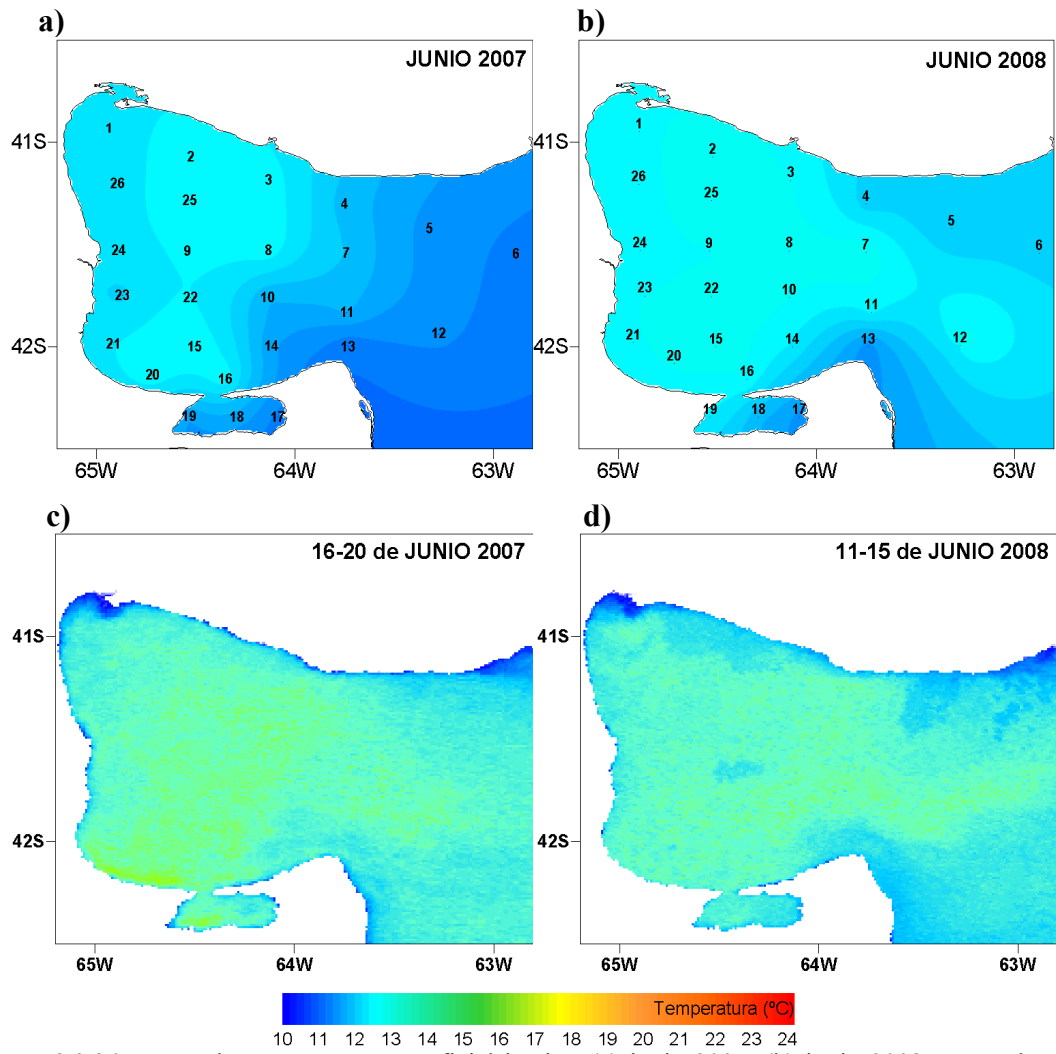 a)
b)
JUNIO 2007
JUNIO 2008
1
2
3
4
5
6
7
8
9
10
11
12
13
14
15
16
17
18
19
20
21
22
23
24
25
26
41S
42S
65W
64W
63W
1
2
3
4
5
6
7
8
9
10
11
12
13
14
15
16
17
18
19
20
21
22
23
24
25
26
41S
42S
65W
64W
63W
c)
d)
16-20 de JUNIO 2007
11-15 de JUNIO 2008
41S
42S
65W
64W
63W
41S
42S
65W
64W
63W
Temperatura (ºC)
10 11 12 13 14 15 16 17 18 19 20 21 22 23 24